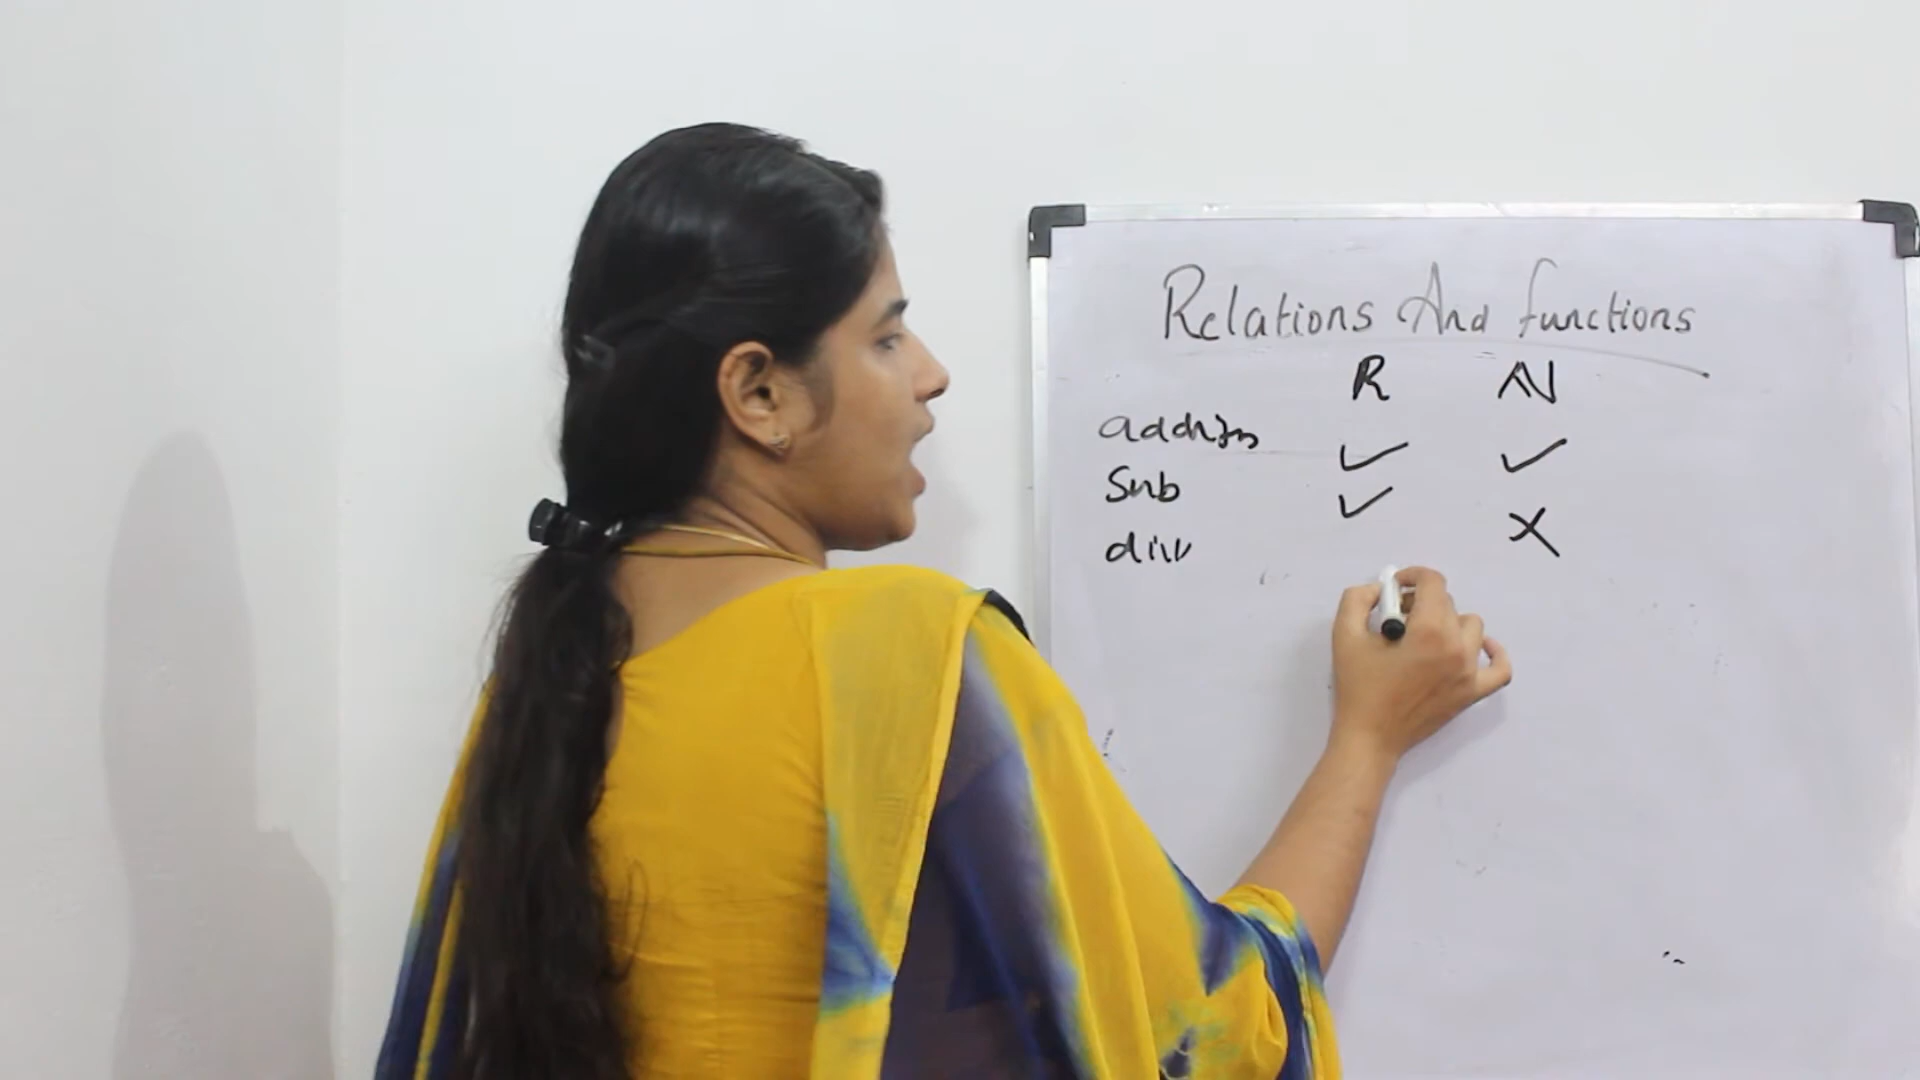 Relations And functions
R N
addition ✓ ✓
Sub ✓ X
div